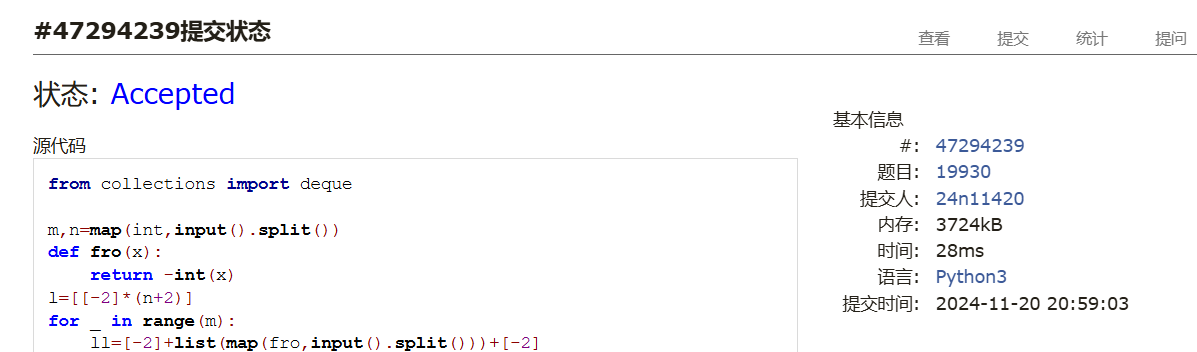 #47294239提交状态
查看 提交 统计 提问
状态: Accepted
基本信息
#: 47294239
题目: 19930
提交人: 24n11420
内存: 3724kB
时间: 28ms
语言: Python3
提交时间: 2024-11-20 20:59:03
源代码
from collections import deque
m,n=map(int,input().split())
def fro(x):
    return -int(x)
l=[[-2]*(n+2)]
for _ in range(m):
    ll=[-2]+list(map(fro,input().split()))+[-2]